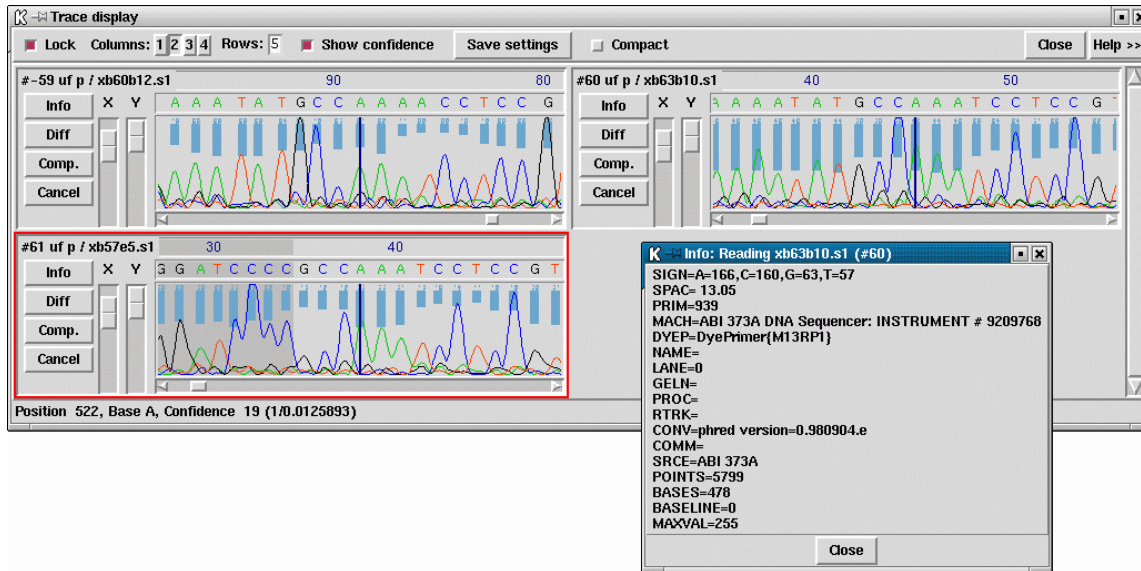 Trace display
Lock Columns: 1 2 3 4 Rows: 5 Show confidence Save settings Compact Close Help >>
#-59 uf p / xb60b12.s1 90 80
Info X Y A A A T A T G C C A A A A C C T C C G
Diff
Comp.
Cancel
#60 uf p / xb63b10.s1 40 50
Info X Y A A A A T A T G C C A A A T C C T C C G T
Diff
Comp.
Cancel
#61 uf p / xb57e5.s1 30 40
Info X Y G G A T C C C C G C C A A A T C C T C C G T
Diff
Comp.
Cancel
Position 522, Base A, Confidence 19 (1/0.0125893)
Info: Reading xb63b10.s1 (#60)
SIGN=A=166,C=160,G=63,T=57
SPAC= 13.05
PRIM=939
MACH=ABI 373A DNA Sequencer: INSTRUMENT # 9209768
DYEP=DyePrimer{M13RP1}
NAME=
LANE=0
GELN=
PROC=
RTRK=
CONV=phred version=0.980904.e
COMM=
SRCE=ABI 373A
POINTS=5799
BASES=478
BASELINE=0
MAXVAL=255
Close